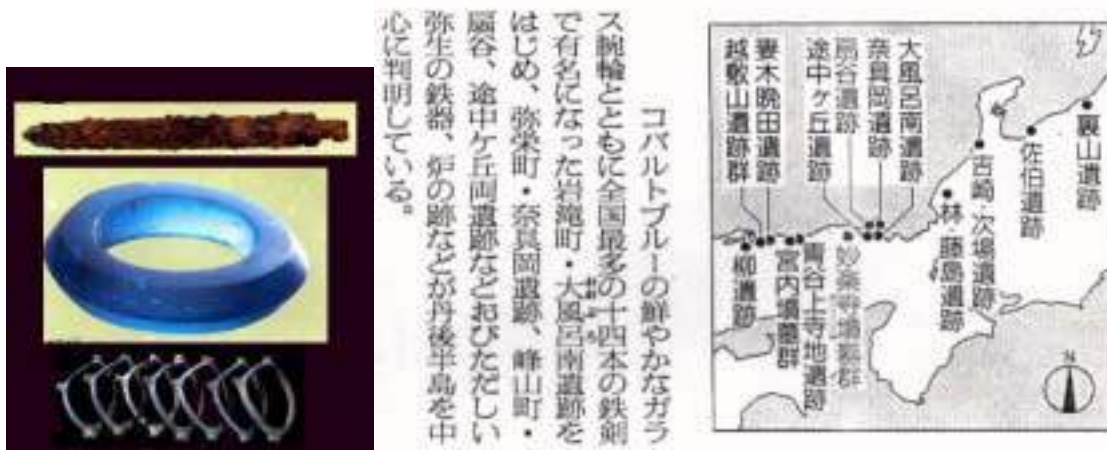 コバルトブルーの鮮やかなガラ
ス腕輪とともに全国最多の十四本の鉄剣
で有名になった岩滝町・大風呂南遺跡を
はじめ、弥栄町・奈具岡遺跡、峰山町・
扇谷、途中ケ丘両遺跡などおびただしい
弥生の鉄器、炉の跡などが丹後半島を中
心に判明している。
裏山遺跡
佐伯遺跡
吉崎・次場遺跡
林・藤島遺跡
大風呂南遺跡
奈具岡遺跡
扇谷遺跡
途中ケ丘遺跡
妻木晩田遺跡
越敷山遺跡群
妙楽寺墳墓群
青谷上寺地遺跡
宮内墳墓群
柳遺跡
N